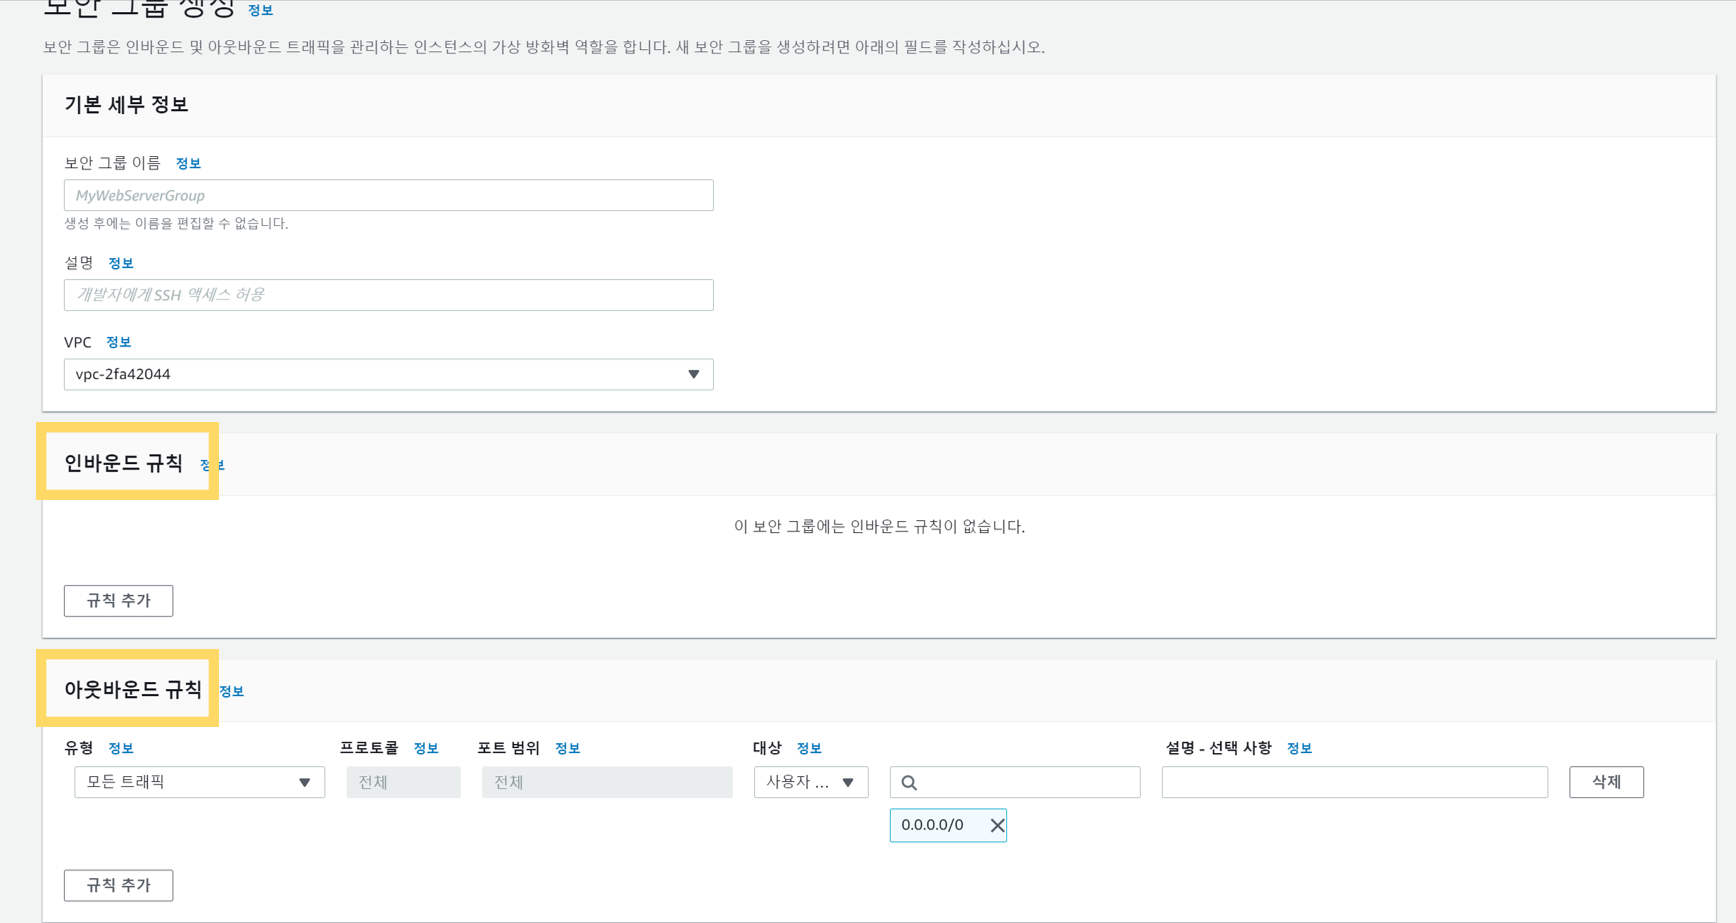 보안 그룹 생성 정보
보안 그룹은 인바운드 및 아웃바운드 트래픽을 관리하는 인스턴스의 가상 방화벽 역할을 합니다. 새 보안 그룹을 생성하려면 아래의 필드를 작성하십시오.
기본 세부 정보
보안 그룹 이름 정보
MyWebServerGroup
생성 후에는 이름을 편집할 수 없습니다.
설명 정보
개발자에게 SSH 액세스 허용
VPC 정보
vpc-2fa42044
인바운드 규칙 정보
이 보안 그룹에는 인바운드 규칙이 없습니다.
규칙 추가
아웃바운드 규칙 정보
유형 정보 프로토콜 정보 포트 범위 정보 대상 정보 설명 - 선택 사항 정보
모든 트래픽 전체 전체 사용자 ... 삭제
0.0.0.0/0
규칙 추가